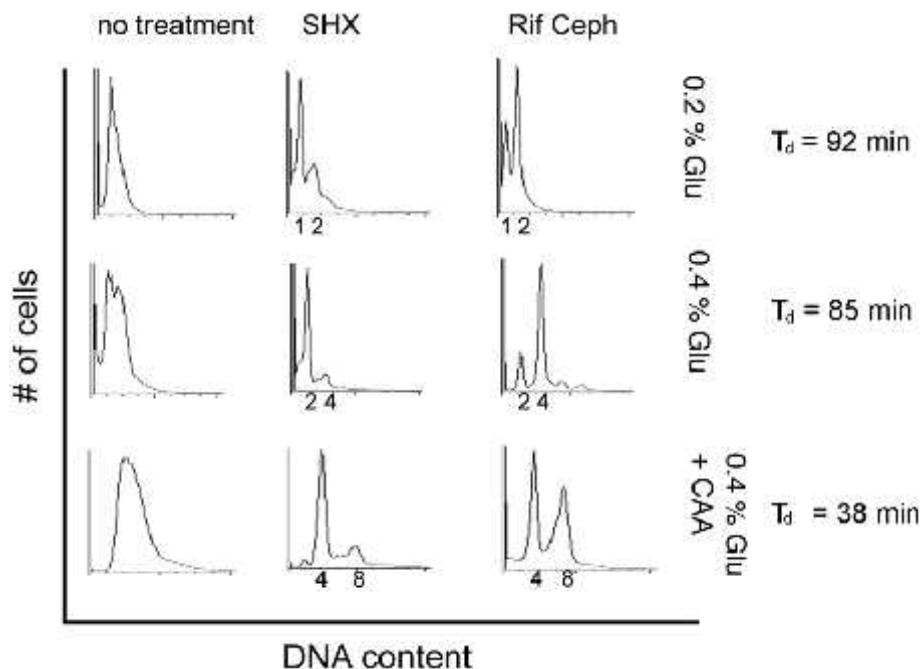 no treatment SHX Rif Ceph
0.2 % Glu
T_d = 92 min
1 2
1 2
0.4 % Glu
T_d = 85 min
2 4
2 4
0.4 % Glu
+ CAA
T_d = 38 min
4 8
4 8
# of cells
DNA content